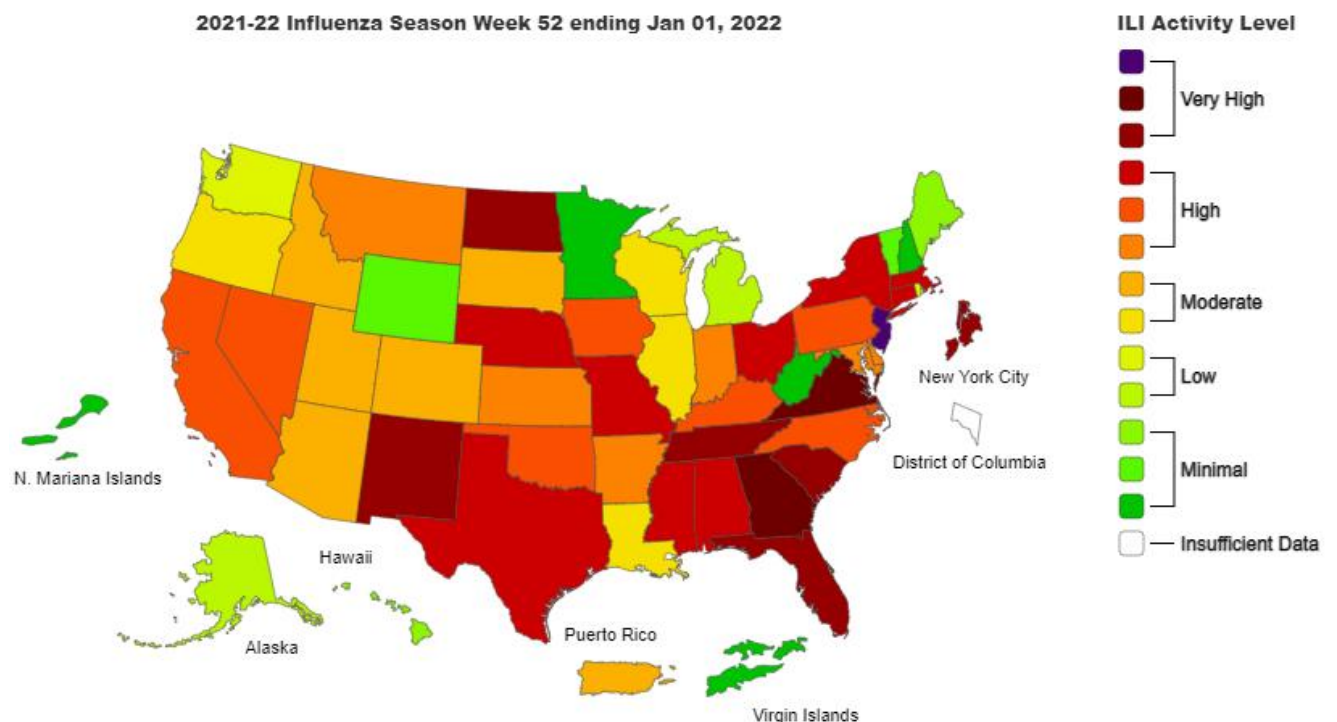 2021-22 Influenza Season Week 52 ending Jan 01, 2022
ILI Activity Level
Very High
High
Moderate
Low
Minimal
Insufficient Data
New York City
District of Columbia
N. Mariana Islands
Hawaii
Alaska
Puerto Rico
Virgin Islands